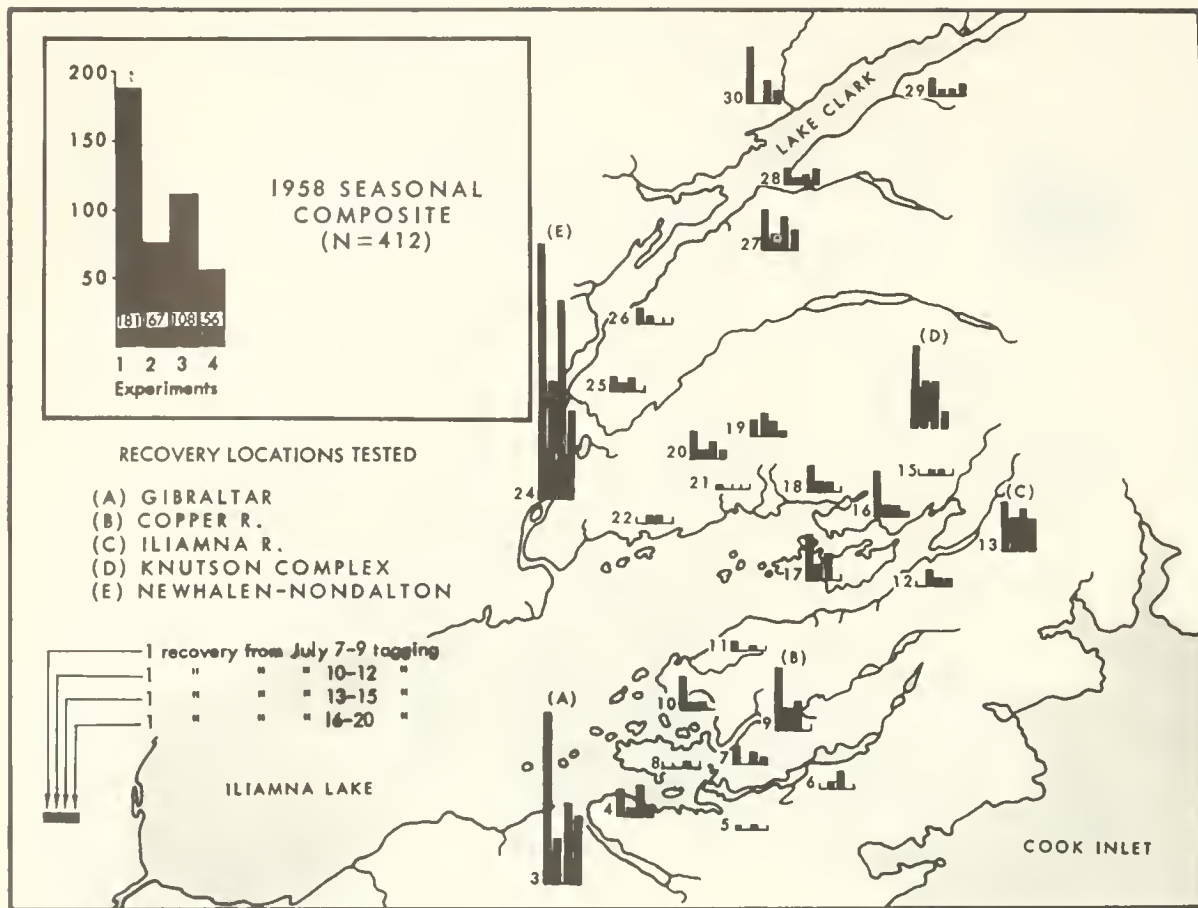 200
150
100
50
181 67 108 56
1 2 3 4
Experiments
1958 SEASONAL
COMPOSITE
(N=412)
RECOVERY LOCATIONS TESTED
(A) GIBRALTAR
(B) COPPER R.
(C) ILIAMNA R.
(D) KNUTSON COMPLEX
(E) NEWHALEN-NONDALTON
1 recovery from July 7-9 tagging
1 " " " 10-12 "
1 " " " 13-15 "
1 " " " 16-20 "
ILIAMNA LAKE
LAKE CLARK
COOK INLET
30
29
28
27
(E)
26
25
24
(D)
19
20
21
18
15
16
22
(C)
13
17
12
11
(B)
10
9
(A)
8
7
6
4
5
3